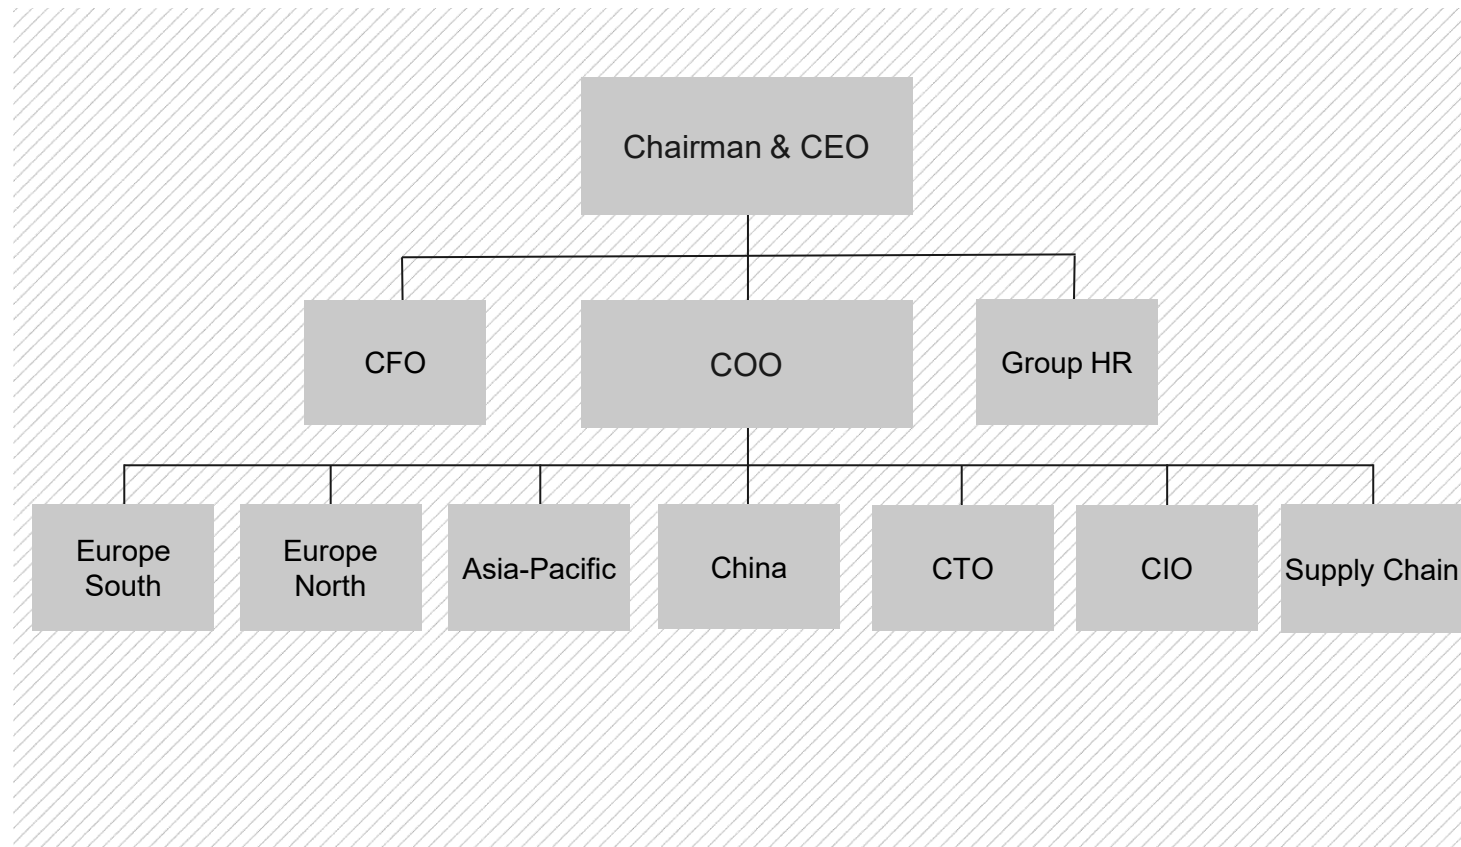 Chairman & CEO
CFO
COO
Group HR
Europe
South
Europe
North
Asia-Pacific
China
CTO
CIO
Supply Chain